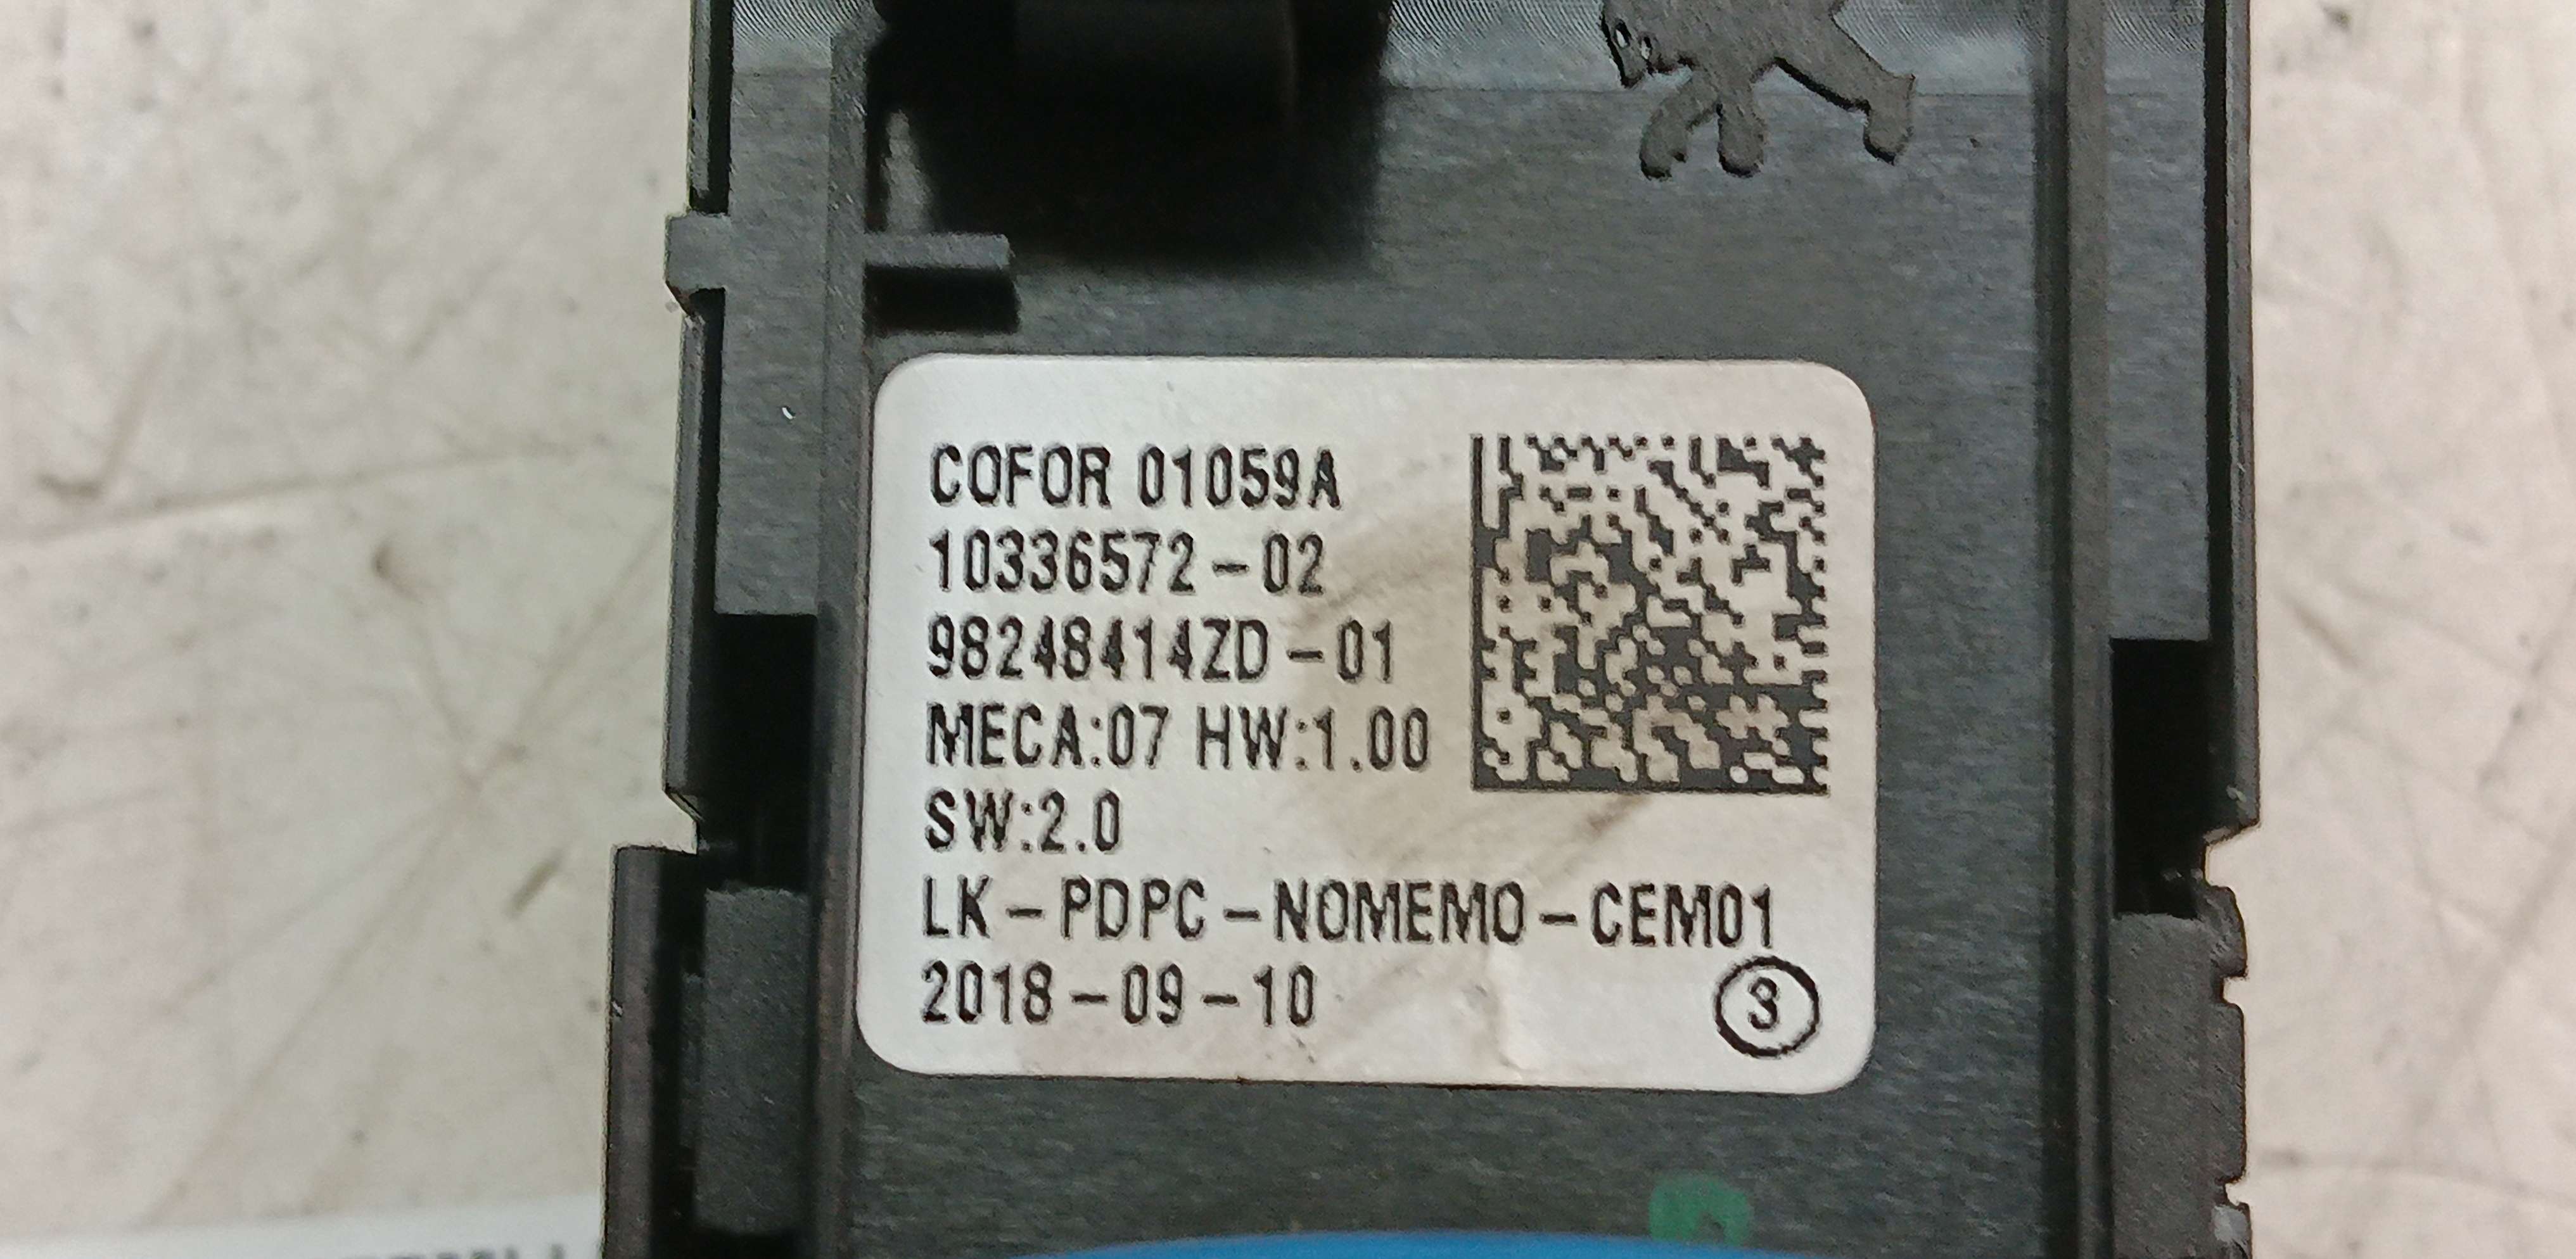 COFOR 01059A
10336572-02
98248414ZD-01
MECA:07 HW:1.00
SW:2.0
LK-PDPC-NOMEMO-CEM01
2018-09-10
3